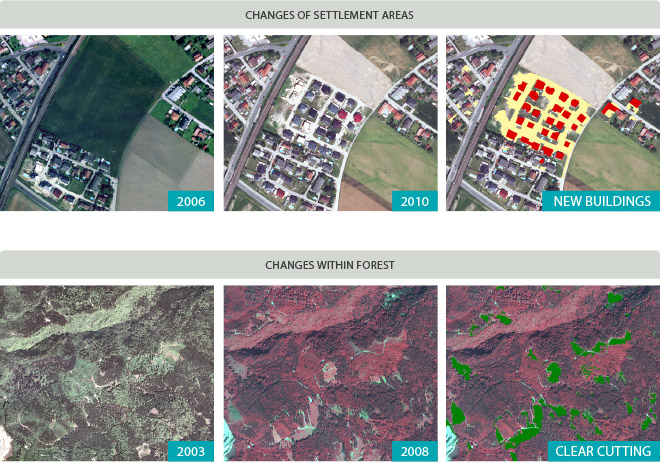 CHANGES OF SETTLEMENT AREAS
2006
2010
NEW BUILDINGS
CHANGES WITHIN FOREST
2003
2008
CLEAR CUTTING